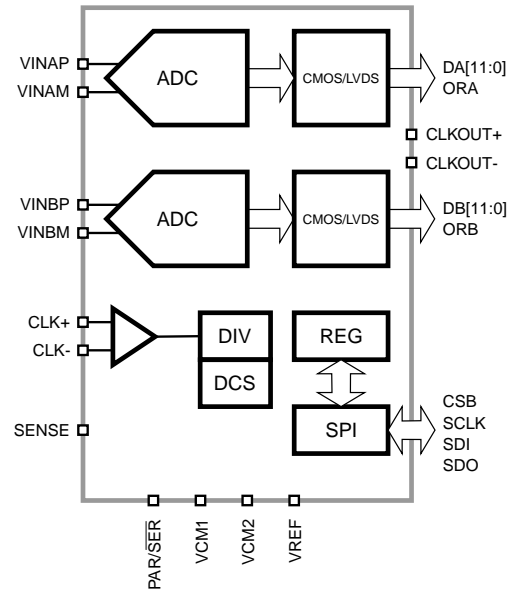 VINAP
VINAM
ADC
CMOS/LVDS
DA[11:0]
ORA
CLKOUT+
CLKOUT-
VINBP
VINBM
ADC
CMOS/LVDS
DB[11:0]
ORB
CLK+
CLK-
DIV
DCS
REG
SPI
CSB
SCLK
SDI
SDO
SENSE
PAR/SER
VCM1
VCM2
VREF